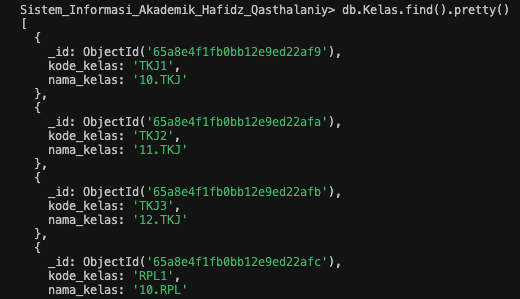 Sistem_Informasi_Akademik_Hafidz_Qasthalaniy> db.Kelas.find().pretty()
[
  {
    _id: ObjectId('65a8e4f1fb0bb12e9ed22af9'),
    kode_kelas: 'TKJ1',
    nama_kelas: '10.TKJ'
  },
  {
    _id: ObjectId('65a8e4f1fb0bb12e9ed22afa'),
    kode_kelas: 'TKJ2',
    nama_kelas: '11.TKJ'
  },
  {
    _id: ObjectId('65a8e4f1fb0bb12e9ed22afb'),
    kode_kelas: 'TKJ3',
    nama_kelas: '12.TKJ'
  },
  {
    _id: ObjectId('65a8e4f1fb0bb12e9ed22afc'),
    kode_kelas: 'RPL1',
    nama_kelas: '10.RPL'